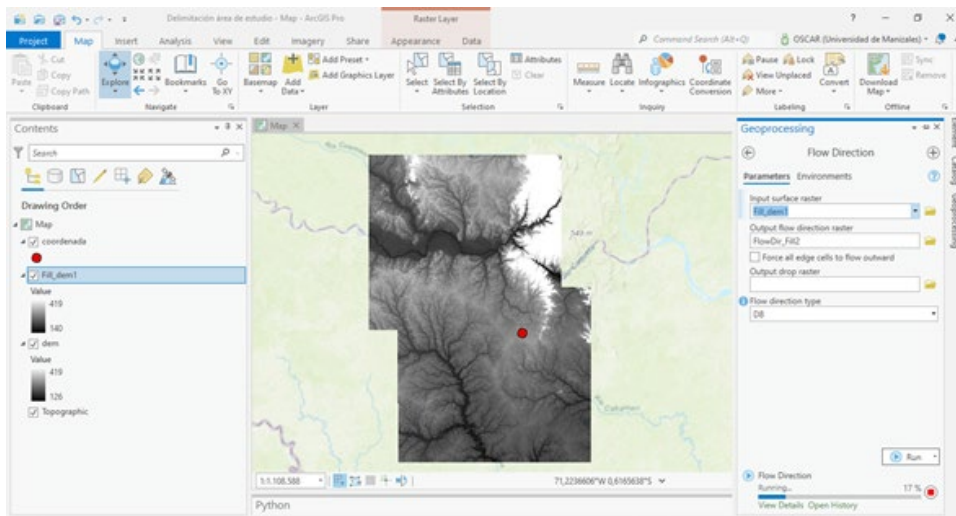 Delimitación área de estudio - Map - ArcGIS Pro
Raster Layer
?
Project Map Insert Analysis View Edit Imagery Share Appearance Data
Command Search (Alt+Q)
OSCAR (Universidad de Manizales)
Paste
Cut
Copy
Copy Path
Clipboard
Explore
Bookmarks
Go To XY
Navigate
Basemap
Add Data
Add Preset
Add Graphics Layer
Layer
Select
Select By Attributes
Select By Location
Attributes
Clear
Selection
Measure
Locate
Infographics
Coordinate Conversion
Inquiry
Pause
Lock
View Unplaced
More
Convert
Labeling
Download Map
Sync
Remove
Offline
Contents
Search
Drawing Order
Map
coordenada
Fill_dem1
Value
419
140
dem
Value
419
126
Topographic
Map
543 m
1:1.108.588
71,2236606°W 0,6165638°S
Python
Geoprocessing
Flow Direction
Parameters Environments
Input surface raster
Fill_dem1
Output flow direction raster
FlowDir_Fill2
Force all edge cells to flow outward
Output drop raster
Flow direction type
D8
Run
Flow Direction
Running...
17 %
View Details Open History
Element
Catalog
Geoprocessing